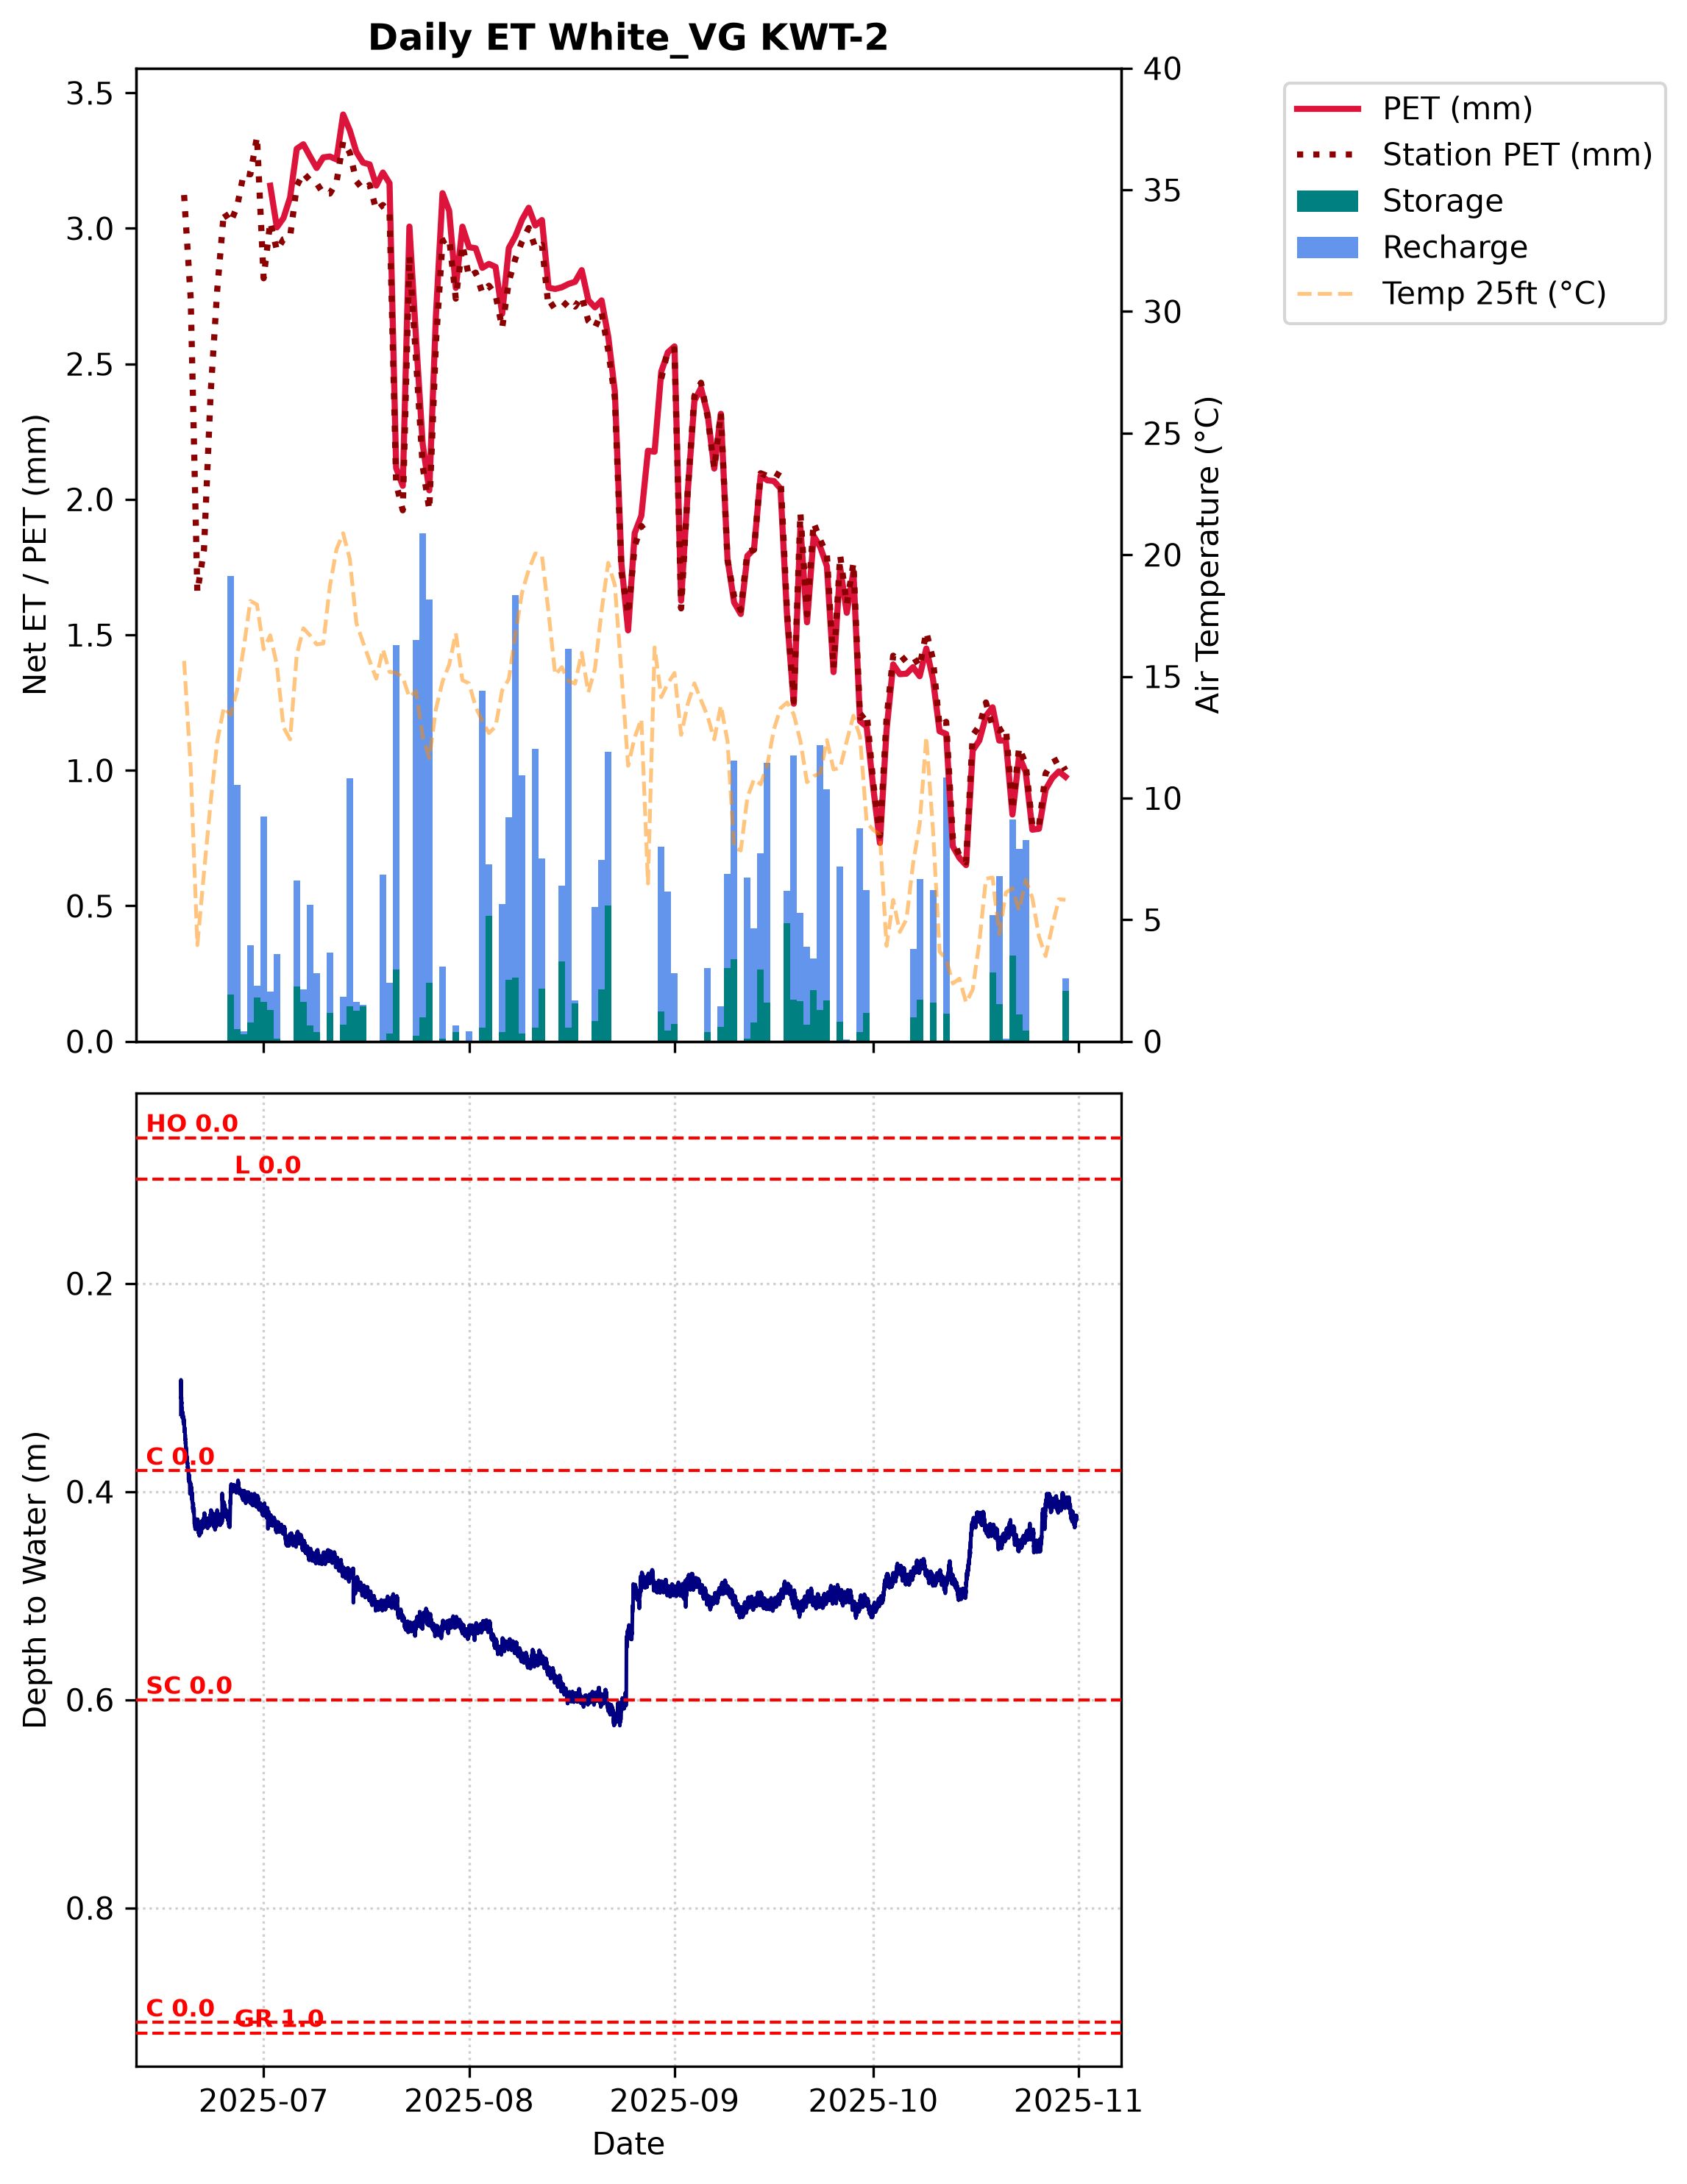 Daily ET White_VG KWT-2
Net ET / PET (mm)
3.5
3.0
2.5
2.0
1.5
1.0
0.5
0.0
40
35
30
25
20
15
10
5
0
Air Temperature (°C)
PET (mm)
Station PET (mm)
Storage
Recharge
Temp 25ft (°C)
Depth to Water (m)
0.2
0.4
0.6
0.8
HO 0.0
L 0.0
C 0.0
SC 0.0
C 0.0
GR 1.0
2025-07
2025-08
2025-09
2025-10
2025-11
Date